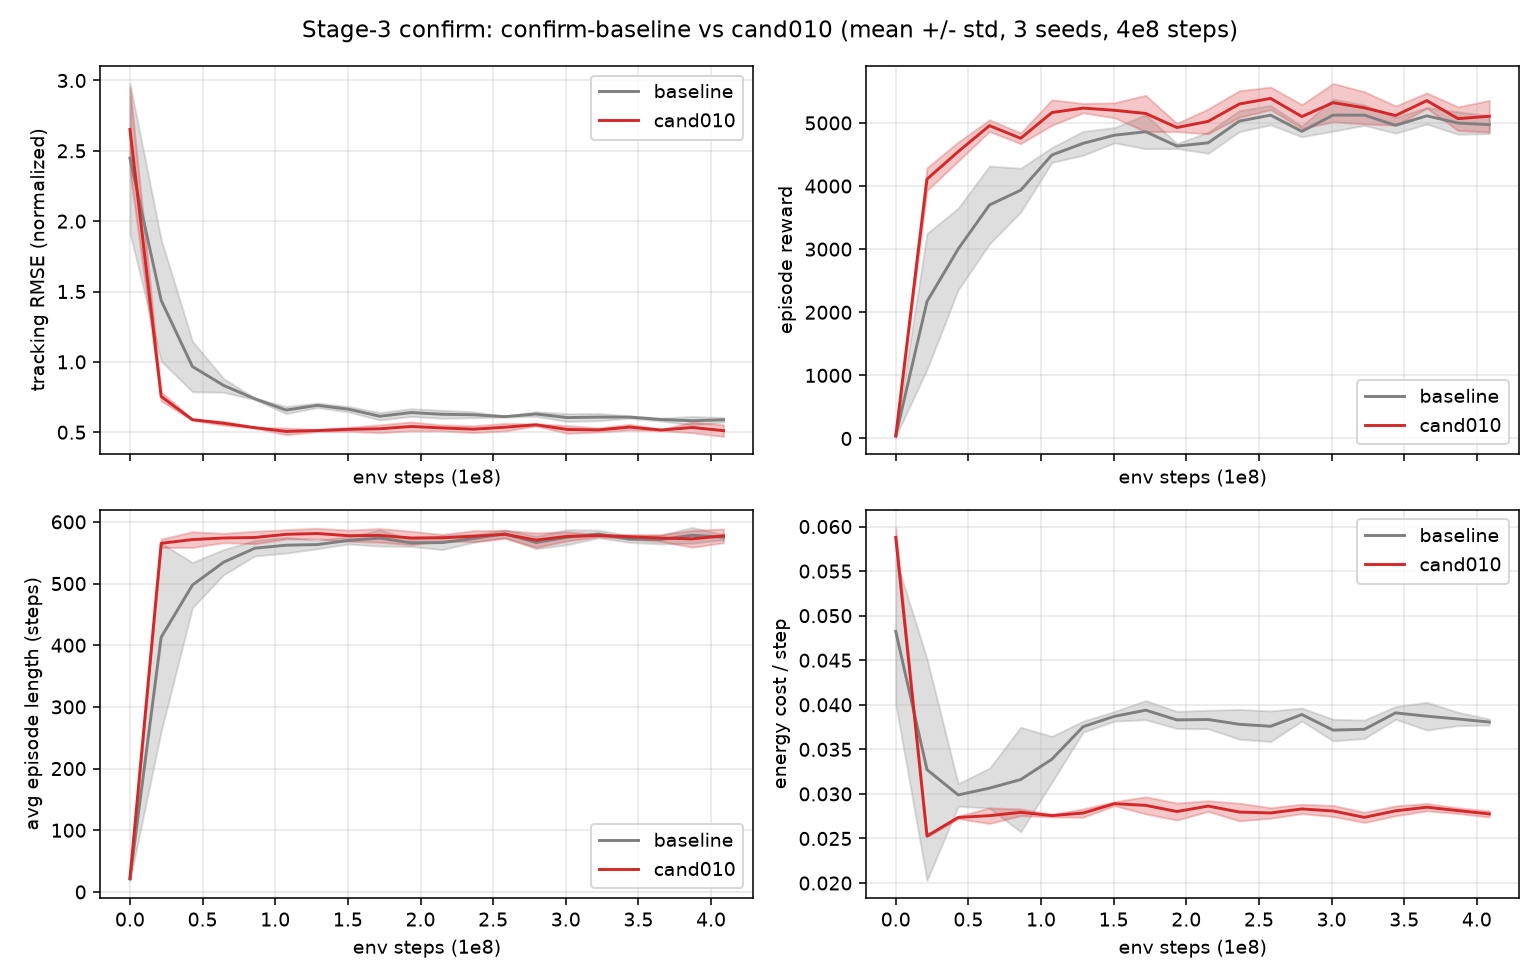 Stage-3 confirm: confirm-baseline vs cand010 (mean +/- std, 3 seeds, 4e8 steps)
tracking RMSE (normalized)
3.0
2.5
2.0
1.5
1.0
0.5
baseline
cand010
env steps (1e8)
episode reward
5000
4000
3000
2000
1000
0
baseline
cand010
env steps (1e8)
avg episode length (steps)
600
500
400
300
200
100
0
baseline
cand010
0.0 0.5 1.0 1.5 2.0 2.5 3.0 3.5 4.0
env steps (1e8)
energy cost / step
0.060
0.055
0.050
0.045
0.040
0.035
0.030
0.025
0.020
baseline
cand010
0.0 0.5 1.0 1.5 2.0 2.5 3.0 3.5 4.0
env steps (1e8)